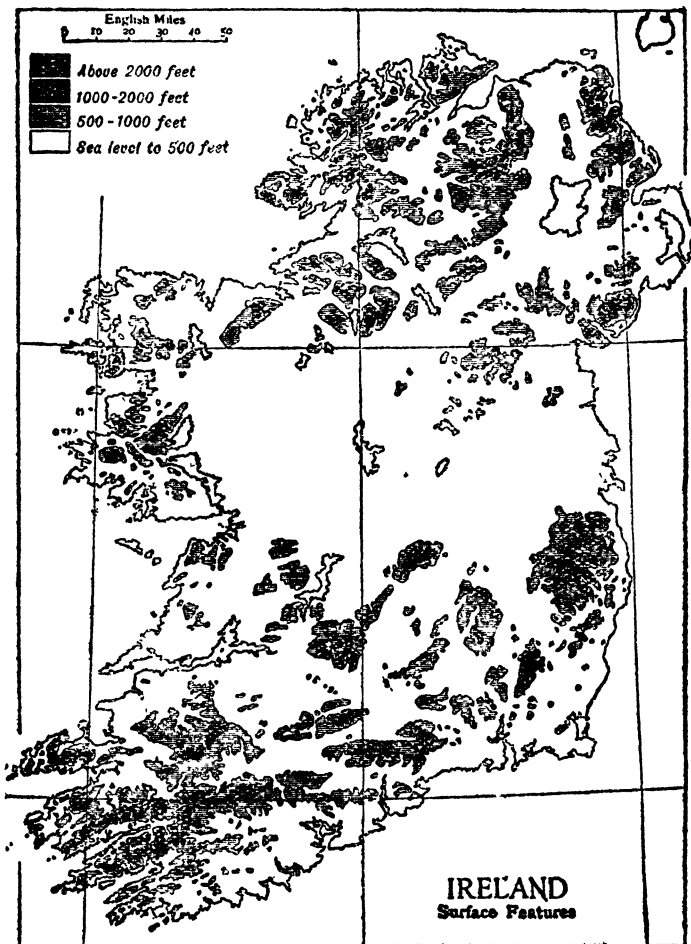 English Miles
0 10 20 30 40 50
Above 2000 feet
1000-2000 feet
500-1000 feet
Sea level to 500 feet
IRELAND
Surface Features